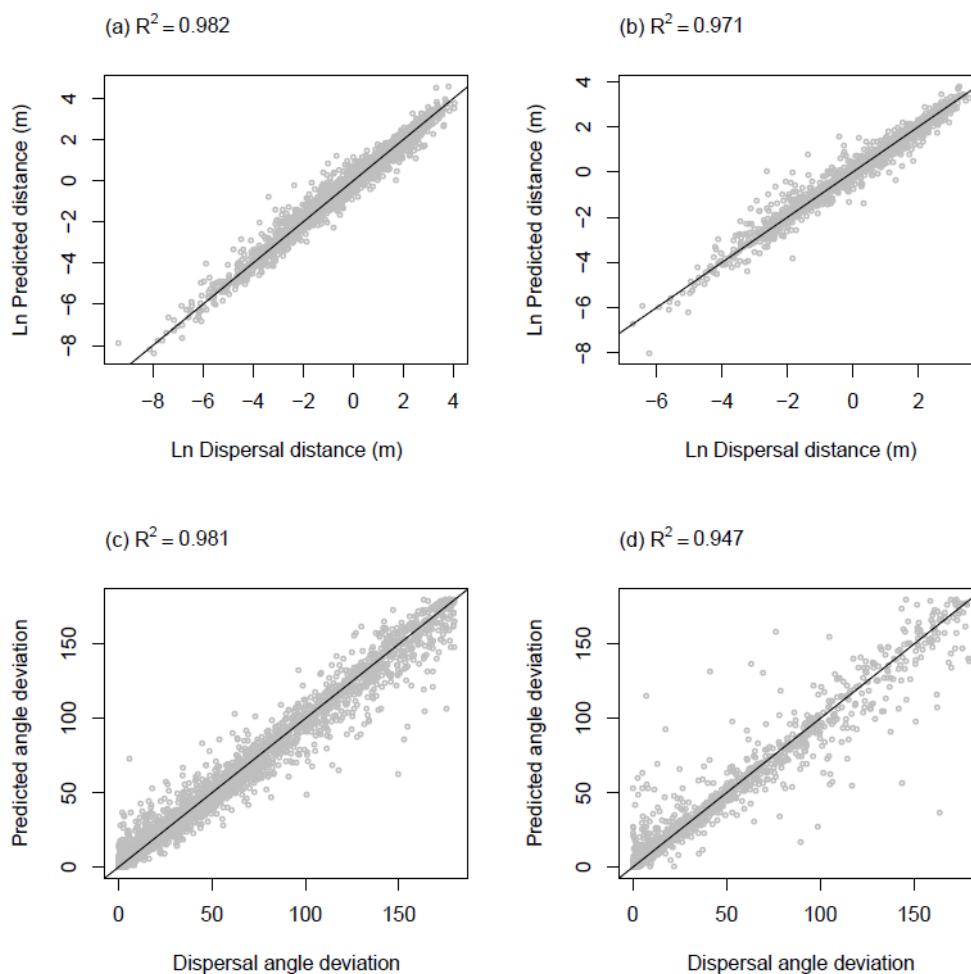 (a) R² = 0.982
Ln Predicted distance (m)
4
2
0
−2
−4
−6
−8
−8 −6 −4 −2 0 2 4
Ln Dispersal distance (m)
(b) R² = 0.971
Ln Predicted distance (m)
4
2
0
−2
−4
−6
−8
−6 −4 −2 0 2
Ln Dispersal distance (m)
(c) R² = 0.981
Predicted angle deviation
150
100
50
0
0 50 100 150
Dispersal angle deviation
(d) R² = 0.947
Predicted angle deviation
150
100
50
0
0 50 100 150
Dispersal angle deviation